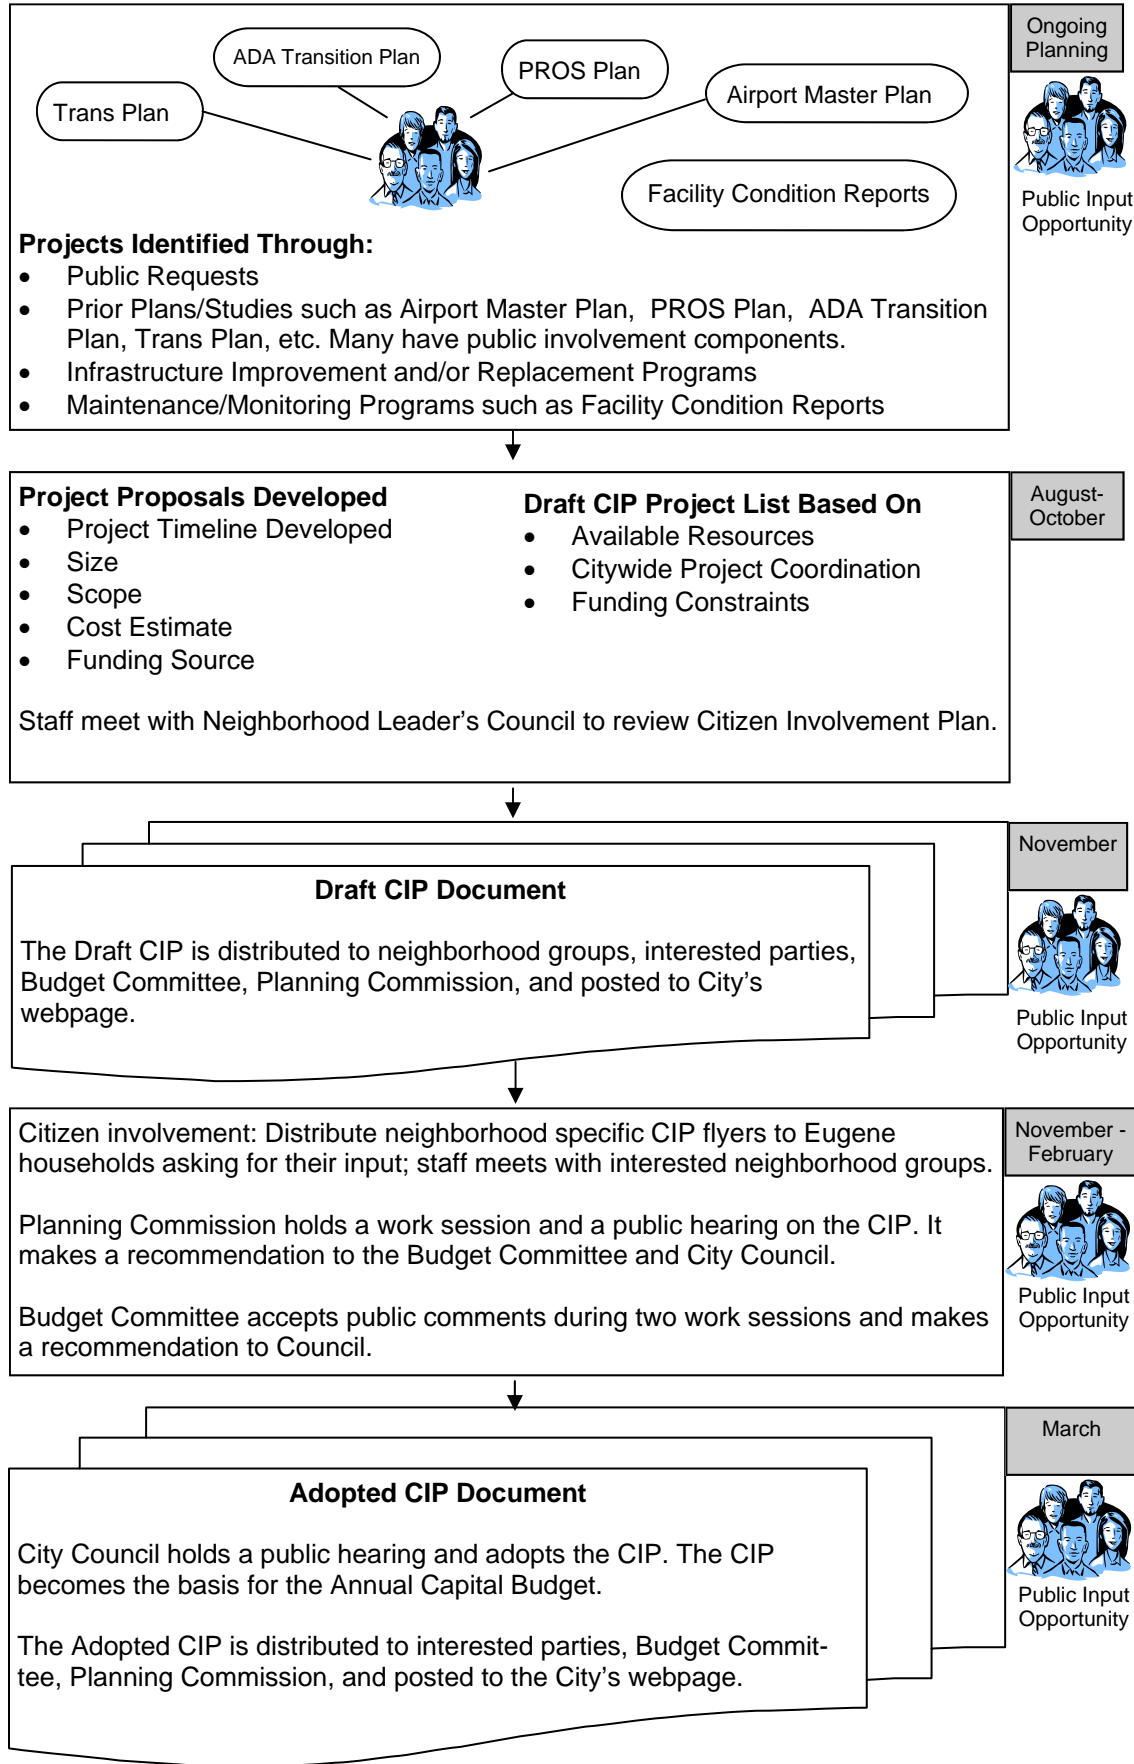 Ongoing
Planning
ADA Transition Plan
PROS Plan
Trans Plan
Airport Master Plan
Facility Condition Reports
Public Input
Opportunity
Projects Identified Through:
• Public Requests
• Prior Plans/Studies such as Airport Master Plan, PROS Plan, ADA Transition
Plan, Trans Plan, etc. Many have public involvement components.
• Infrastructure Improvement and/or Replacement Programs
• Maintenance/Monitoring Programs such as Facility Condition Reports
August-
October
Project Proposals Developed
• Project Timeline Developed
• Size
• Scope
• Cost Estimate
• Funding Source
Draft CIP Project List Based On
• Available Resources
• Citywide Project Coordination
• Funding Constraints
Staff meet with Neighborhood Leader’s Council to review Citizen Involvement Plan.
November
Draft CIP Document
The Draft CIP is distributed to neighborhood groups, interested parties,
Budget Committee, Planning Commission, and posted to City’s
webpage.
Public Input
Opportunity
November -
February
Citizen involvement: Distribute neighborhood specific CIP flyers to Eugene
households asking for their input; staff meets with interested neighborhood groups.
Planning Commission holds a work session and a public hearing on the CIP. It
makes a recommendation to the Budget Committee and City Council.
Budget Committee accepts public comments during two work sessions and makes
a recommendation to Council.
Public Input
Opportunity
March
Adopted CIP Document
City Council holds a public hearing and adopts the CIP. The CIP
becomes the basis for the Annual Capital Budget.
The Adopted CIP is distributed to interested parties, Budget Commit-
tee, Planning Commission, and posted to the City’s webpage.
Public Input
Opportunity